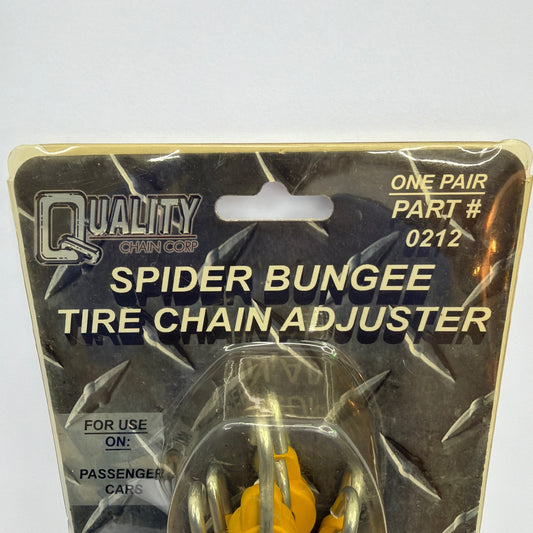 QUALITY
CHAIN CORP
ONE PAIR
PART #
0212
SPIDER BUNGEE
TIRE CHAIN ADJUSTER
FOR USE
ON:
PASSENGER
CARS